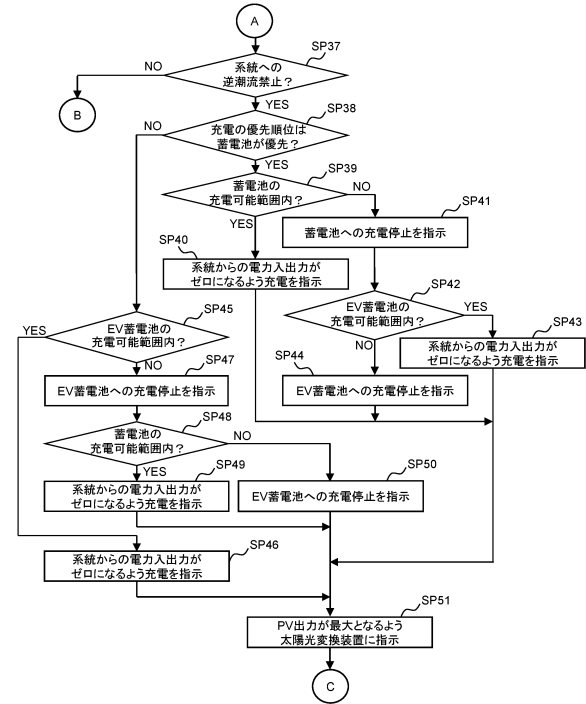 A
SP37
系統への
逆潮流禁止？
NO
B
YES
SP38
充電の優先順位は
蓄電池が優先？
NO
YES
SP39
蓄電池の
充電可能範囲内？
NO
YES
SP41
蓄電池への充電停止を指示
SP40
系統からの電力入出力が
ゼロになるよう充電を指示
SP42
EV蓄電池の
充電可能範囲内？
YES
NO
SP43
系統からの電力入出力が
ゼロになるよう充電を指示
SP44
EV蓄電池への充電停止を指示
SP45
EV蓄電池の
充電可能範囲内？
YES
NO
SP47
EV蓄電池への充電停止を指示
SP48
蓄電池の
充電可能範囲内？
NO
YES
SP49
系統からの電力入出力が
ゼロになるよう充電を指示
SP50
EV蓄電池への充電停止を指示
SP46
系統からの電力入出力が
ゼロになるよう充電を指示
SP51
PV出力が最大となるよう
太陽光変換装置に指示
C